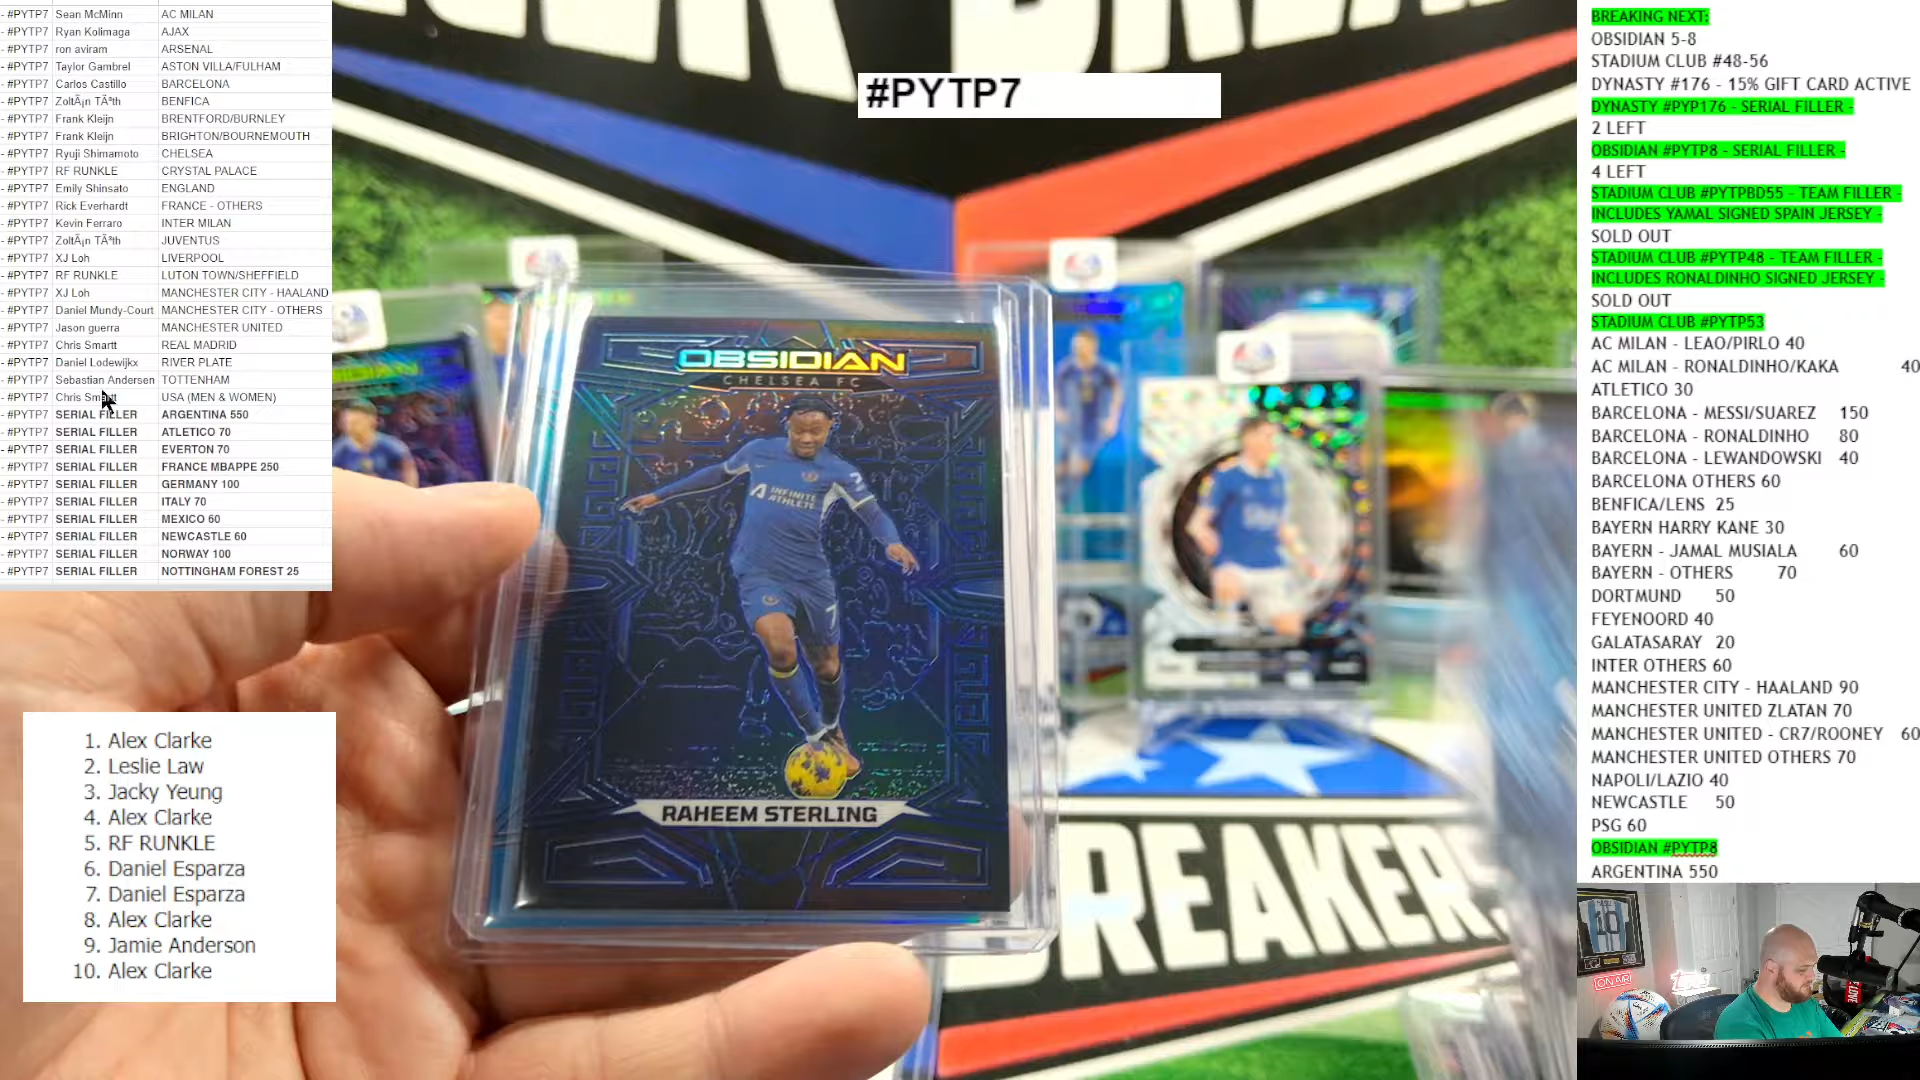 - #PYTP7 Sean McMinn AC MILAN
- #PYTP7 Ryan Kolimaga AJAX
- #PYTP7 ron aviram ARSENAL
- #PYTP7 Taylor Gambrel ASTON VILLA/FULHAM
- #PYTP7 Carlos Castillo BARCELONA
- #PYTP7 ZoltÃ¡n TÃ³th BENFICA
- #PYTP7 Frank Kleijn BRENTFORD/BURNLEY
- #PYTP7 Frank Kleijn BRIGHTON/BOURNEMOUTH
- #PYTP7 Ryuji Shimamoto CHELSEA
- #PYTP7 RF RUNKLE CRYSTAL PALACE
- #PYTP7 Emily Shinsato ENGLAND
- #PYTP7 Rick Everhardt FRANCE - OTHERS
- #PYTP7 Kevin Ferraro INTER MILAN
- #PYTP7 ZoltÃ¡n TÃ³th JUVENTUS
- #PYTP7 XJ Loh LIVERPOOL
- #PYTP7 RF RUNKLE LUTON TOWN/SHEFFIELD
- #PYTP7 XJ Loh MANCHESTER CITY - HAALAND
- #PYTP7 Daniel Mundy-Court MANCHESTER CITY - OTHERS
- #PYTP7 Jason guerra MANCHESTER UNITED
- #PYTP7 Chris Smartt REAL MADRID
- #PYTP7 Daniel Lodewijkx RIVER PLATE
- #PYTP7 Sebastian Andersen TOTTENHAM
- #PYTP7 Chris Smartt USA (MEN & WOMEN)
- #PYTP7 SERIAL FILLER ARGENTINA 550
- #PYTP7 SERIAL FILLER ATLETICO 70
- #PYTP7 SERIAL FILLER EVERTON 70
- #PYTP7 SERIAL FILLER FRANCE MBAPPE 250
- #PYTP7 SERIAL FILLER GERMANY 100
- #PYTP7 SERIAL FILLER ITALY 70
- #PYTP7 SERIAL FILLER MEXICO 60
- #PYTP7 SERIAL FILLER NEWCASTLE 60
- #PYTP7 SERIAL FILLER NORWAY 100
- #PYTP7 SERIAL FILLER NOTTINGHAM FOREST 25
1. Alex Clarke
2. Leslie Law
3. Jacky Yeung
4. Alex Clarke
5. RF RUNKLE
6. Daniel Esparza
7. Daniel Esparza
8. Alex Clarke
9. Jamie Anderson
10. Alex Clarke
#PYTP7
OBSIDIAN
CHELSEA FC
INFINITE
ATHLETE
7
RAHEEM STERLING
BREAKERS
BREAKING NEXT:
OBSIDIAN 5-8
STADIUM CLUB #48-56
DYNASTY #176 - 15% GIFT CARD ACTIVE
DYNASTY #PYP176 - SERIAL FILLER -
2 LEFT
OBSIDIAN #PYTP8 - SERIAL FILLER -
4 LEFT
STADIUM CLUB #PYTPBD55 - TEAM FILLER -
INCLUDES YAMAL SIGNED SPAIN JERSEY -
SOLD OUT
STADIUM CLUB #PYTP48 - TEAM FILLER -
INCLUDES RONALDINHO SIGNED JERSEY -
SOLD OUT
STADIUM CLUB #PYTP53
AC MILAN - LEAO/PIRLO 40
AC MILAN - RONALDINHO/KAKA 40
ATLETICO 30
BARCELONA - MESSI/SUAREZ 150
BARCELONA - RONALDINHO 80
BARCELONA - LEWANDOWSKI 40
BARCELONA OTHERS 60
BENFICA/LENS 25
BAYERN HARRY KANE 30
BAYERN - JAMAL MUSIALA 60
BAYERN - OTHERS 70
DORTMUND 50
FEYENOORD 40
GALATASARAY 20
INTER OTHERS 60
MANCHESTER CITY - HAALAND 90
MANCHESTER UNITED ZLATAN 70
MANCHESTER UNITED - CR7/ROONEY 60
MANCHESTER UNITED OTHERS 70
NAPOLI/LAZIO 40
NEWCASTLE 50
PSG 60
OBSIDIAN #PYTP8
ARGENTINA 550
10
ON AIR